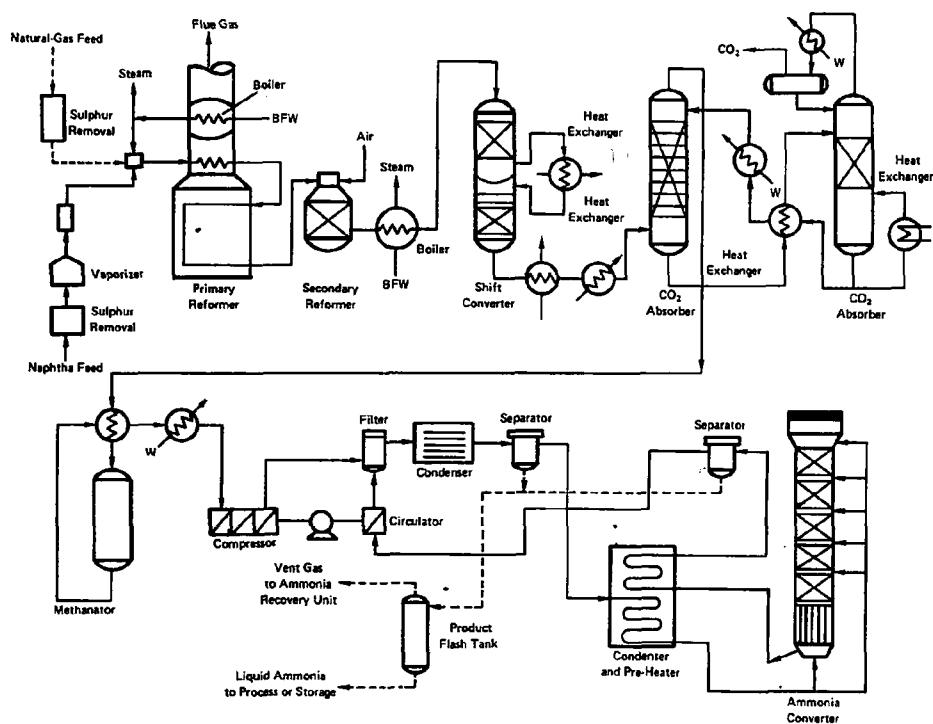 Flue Gas
Natural-Gas Feed
Steam
Boiler
Sulphur
Removal
BFW
Air
Steam
Vaporizer
Sulphur
Removal
Naphtha Feed
Primary
Reformer
Secondary
Reformer
Boiler
BFW
Heat
Exchanger
Heat
Exchanger
Shift
Converter
CO₂
Absorber
CO₂
W
W
Heat
Exchanger
Heat
Exchanger
CO₂
Absorber
W
Methanator
Compressor
Filter
Condenser
Separator
Circulator
Separator
Vent Gas
to Ammonia
Recovery Unit
Product
Flash Tank
Liquid Ammonia
to Process or Storage
Condenter
and Pre-Heater
Ammonia
Converter